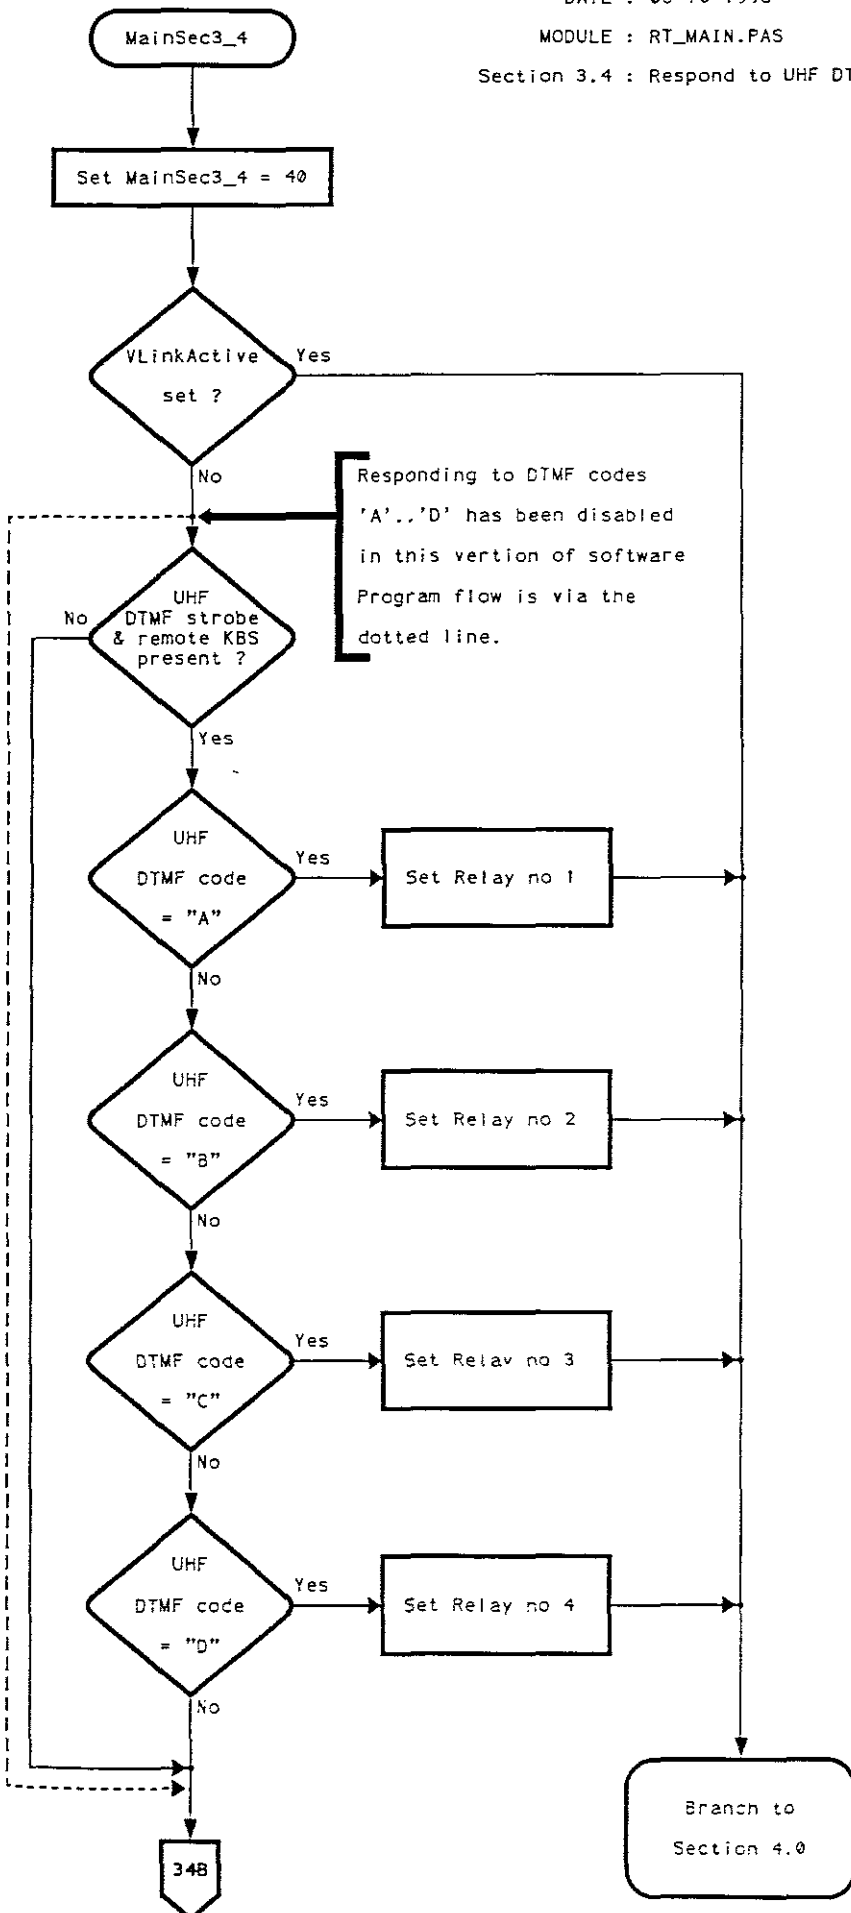 MainSec3_4
MODULE : RT_MAIN.PAS
Section 3.4 : Respond to UHF DT
Set MainSec3_4 = 40
VLinkActive
set ?
Yes
No
Responding to DTMF codes
'A'..'D' has been disabled
in this vertion of software
Program flow is via the
dotted line.
UHF
DTMF strobe
& remote KBS
present ?
No
Yes
UHF
DTMF code
= "A"
Yes
Set Relay no 1
No
UHF
DTMF code
= "B"
Yes
Set Relay no 2
No
UHF
DTMF code
= "C"
Yes
Set Relay no 3
No
UHF
DTMF code
= "D"
Yes
Set Relay no 4
No
Branch to
Section 4.0
34B